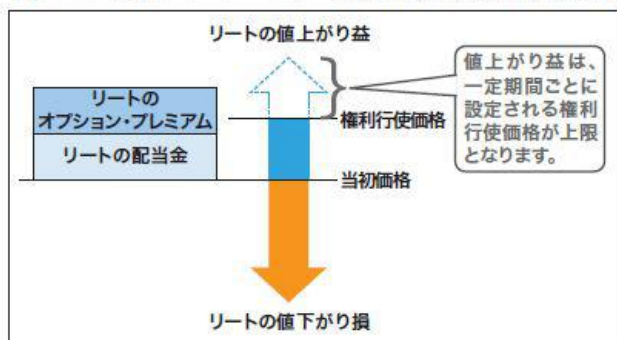 リートの値上がり益
値上がり益は、
一定期間ごとに
設定される権利
行使価格が上限
となります。
リートの
オプション・プレミアム
権利行使価格
リートの配当金
当初価格
リートの値下がり損